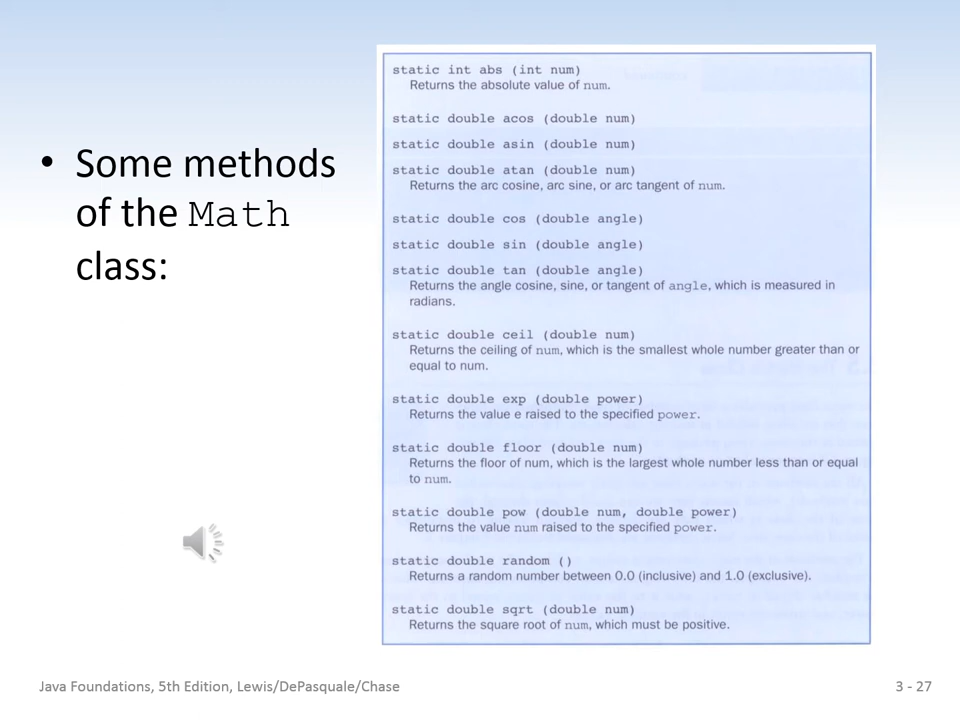 • Some methods
of the Math
class:
static int abs (int num)
Returns the absolute value of num.
static double acos (double num)
static double asin (double num)
static double atan (double num)
Returns the arc cosine, arc sine, or arc tangent of num.
static double cos (double angle)
static double sin (double angle)
static double tan (double angle)
Returns the angle cosine, sine, or tangent of angle, which is measured in
radians.
static double ceil (double num)
Returns the ceiling of num, which is the smallest whole number greater than or
equal to num.
static double exp (double power)
Returns the value e raised to the specified power.
static double floor (double num)
Returns the floor of num, which is the largest whole number less than or equal
to num.
static double pow (double num, double power)
Returns the value num raised to the specified power.
static double random ()
Returns a random number between 0.0 (inclusive) and 1.0 (exclusive).
static double sqrt (double num)
Returns the square root of num, which must be positive.
Java Foundations, 5th Edition, Lewis/DePasquale/Chase
3 - 27